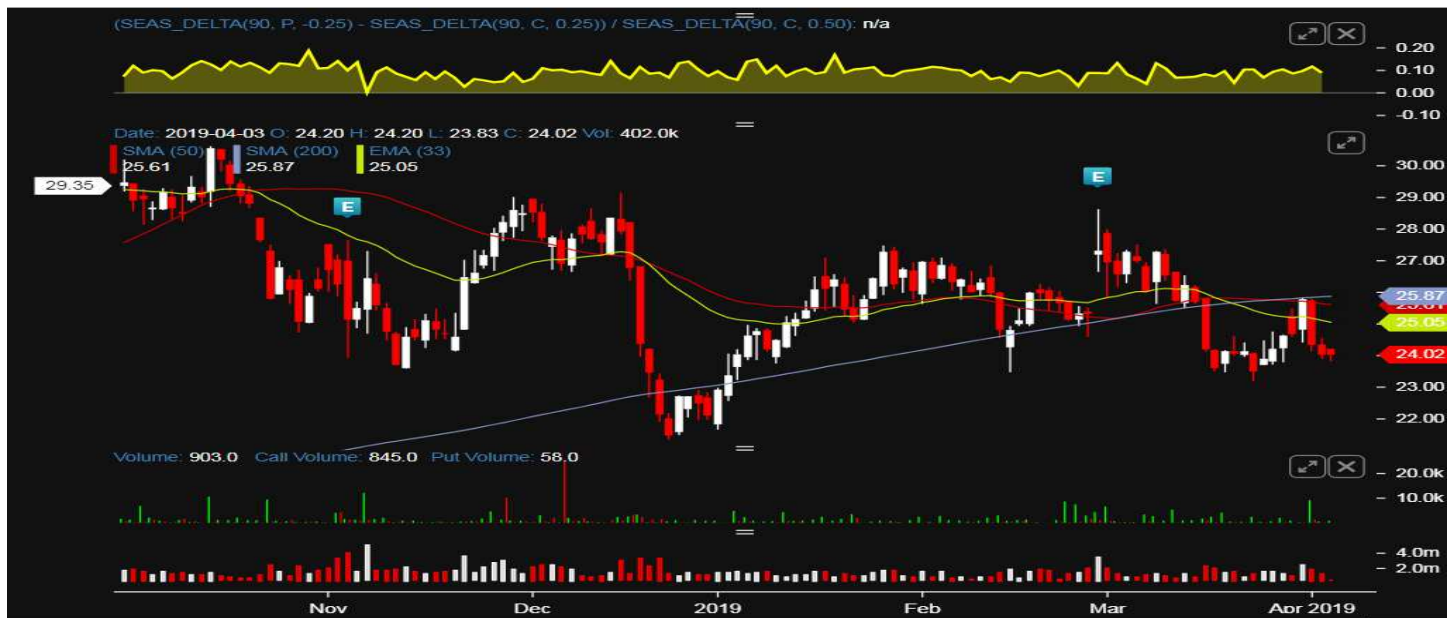 (SEAS_DELTA(90, P, -0.25) - SEAS_DELTA(90, C, 0.25)) / SEAS_DELTA(90, C, 0.50): n/a
0.20
0.10
0.00
-0.10
Date: 2019-04-03 O: 24.20 H: 24.20 L: 23.83 C: 24.02 Vol: 402.0k
SMA (50) SMA (200) EMA (33)
25.61 25.87 25.05
30.00
29.35
E
E
29.00
28.00
27.00
25.87
25.05
24.02
23.00
22.00
Volume: 903.0 Call Volume: 845.0 Put Volume: 58.0
20.0k
10.0k
4.0m
2.0m
Nov Dec 2019 Feb Mar Apr 2019